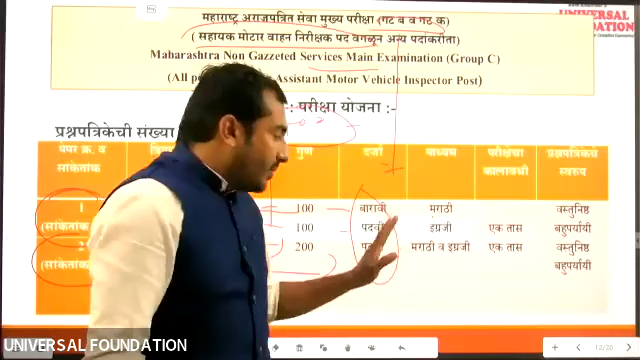 महाराष्ट्र अराजपत्रित सेवा मुख्य परीक्षा (गट ब व गट क)
( सहायक मोटार वाहन निरीक्षक पद वगळून अन्य पदाकरीता)
Maharashtra Non Gazzeted Services Main Examination (Group C)
(All po Assistant Motor Vehicle Inspector Post)
: परीक्षा योजना :-
प्रश्नपत्रिकेची संख्या
पेपर क्र. व सांकेतांक गुण दर्जा माध्यम परीक्षेचा कालावधी प्रश्नपत्रिकेचे स्वरुप
1 100 बारावी मराठी वस्तुनिष्ठ
(सांकेतांक 100 पदवी इंग्रजी एक तास बहुपर्यायी
200 मराठी व इंग्रजी एक तास वस्तुनिष्ठ
(सांकेतांक बहुपर्यायी
UNIVERSAL FOUNDATION
UNIVERSAL
FOUNDATION
12/20